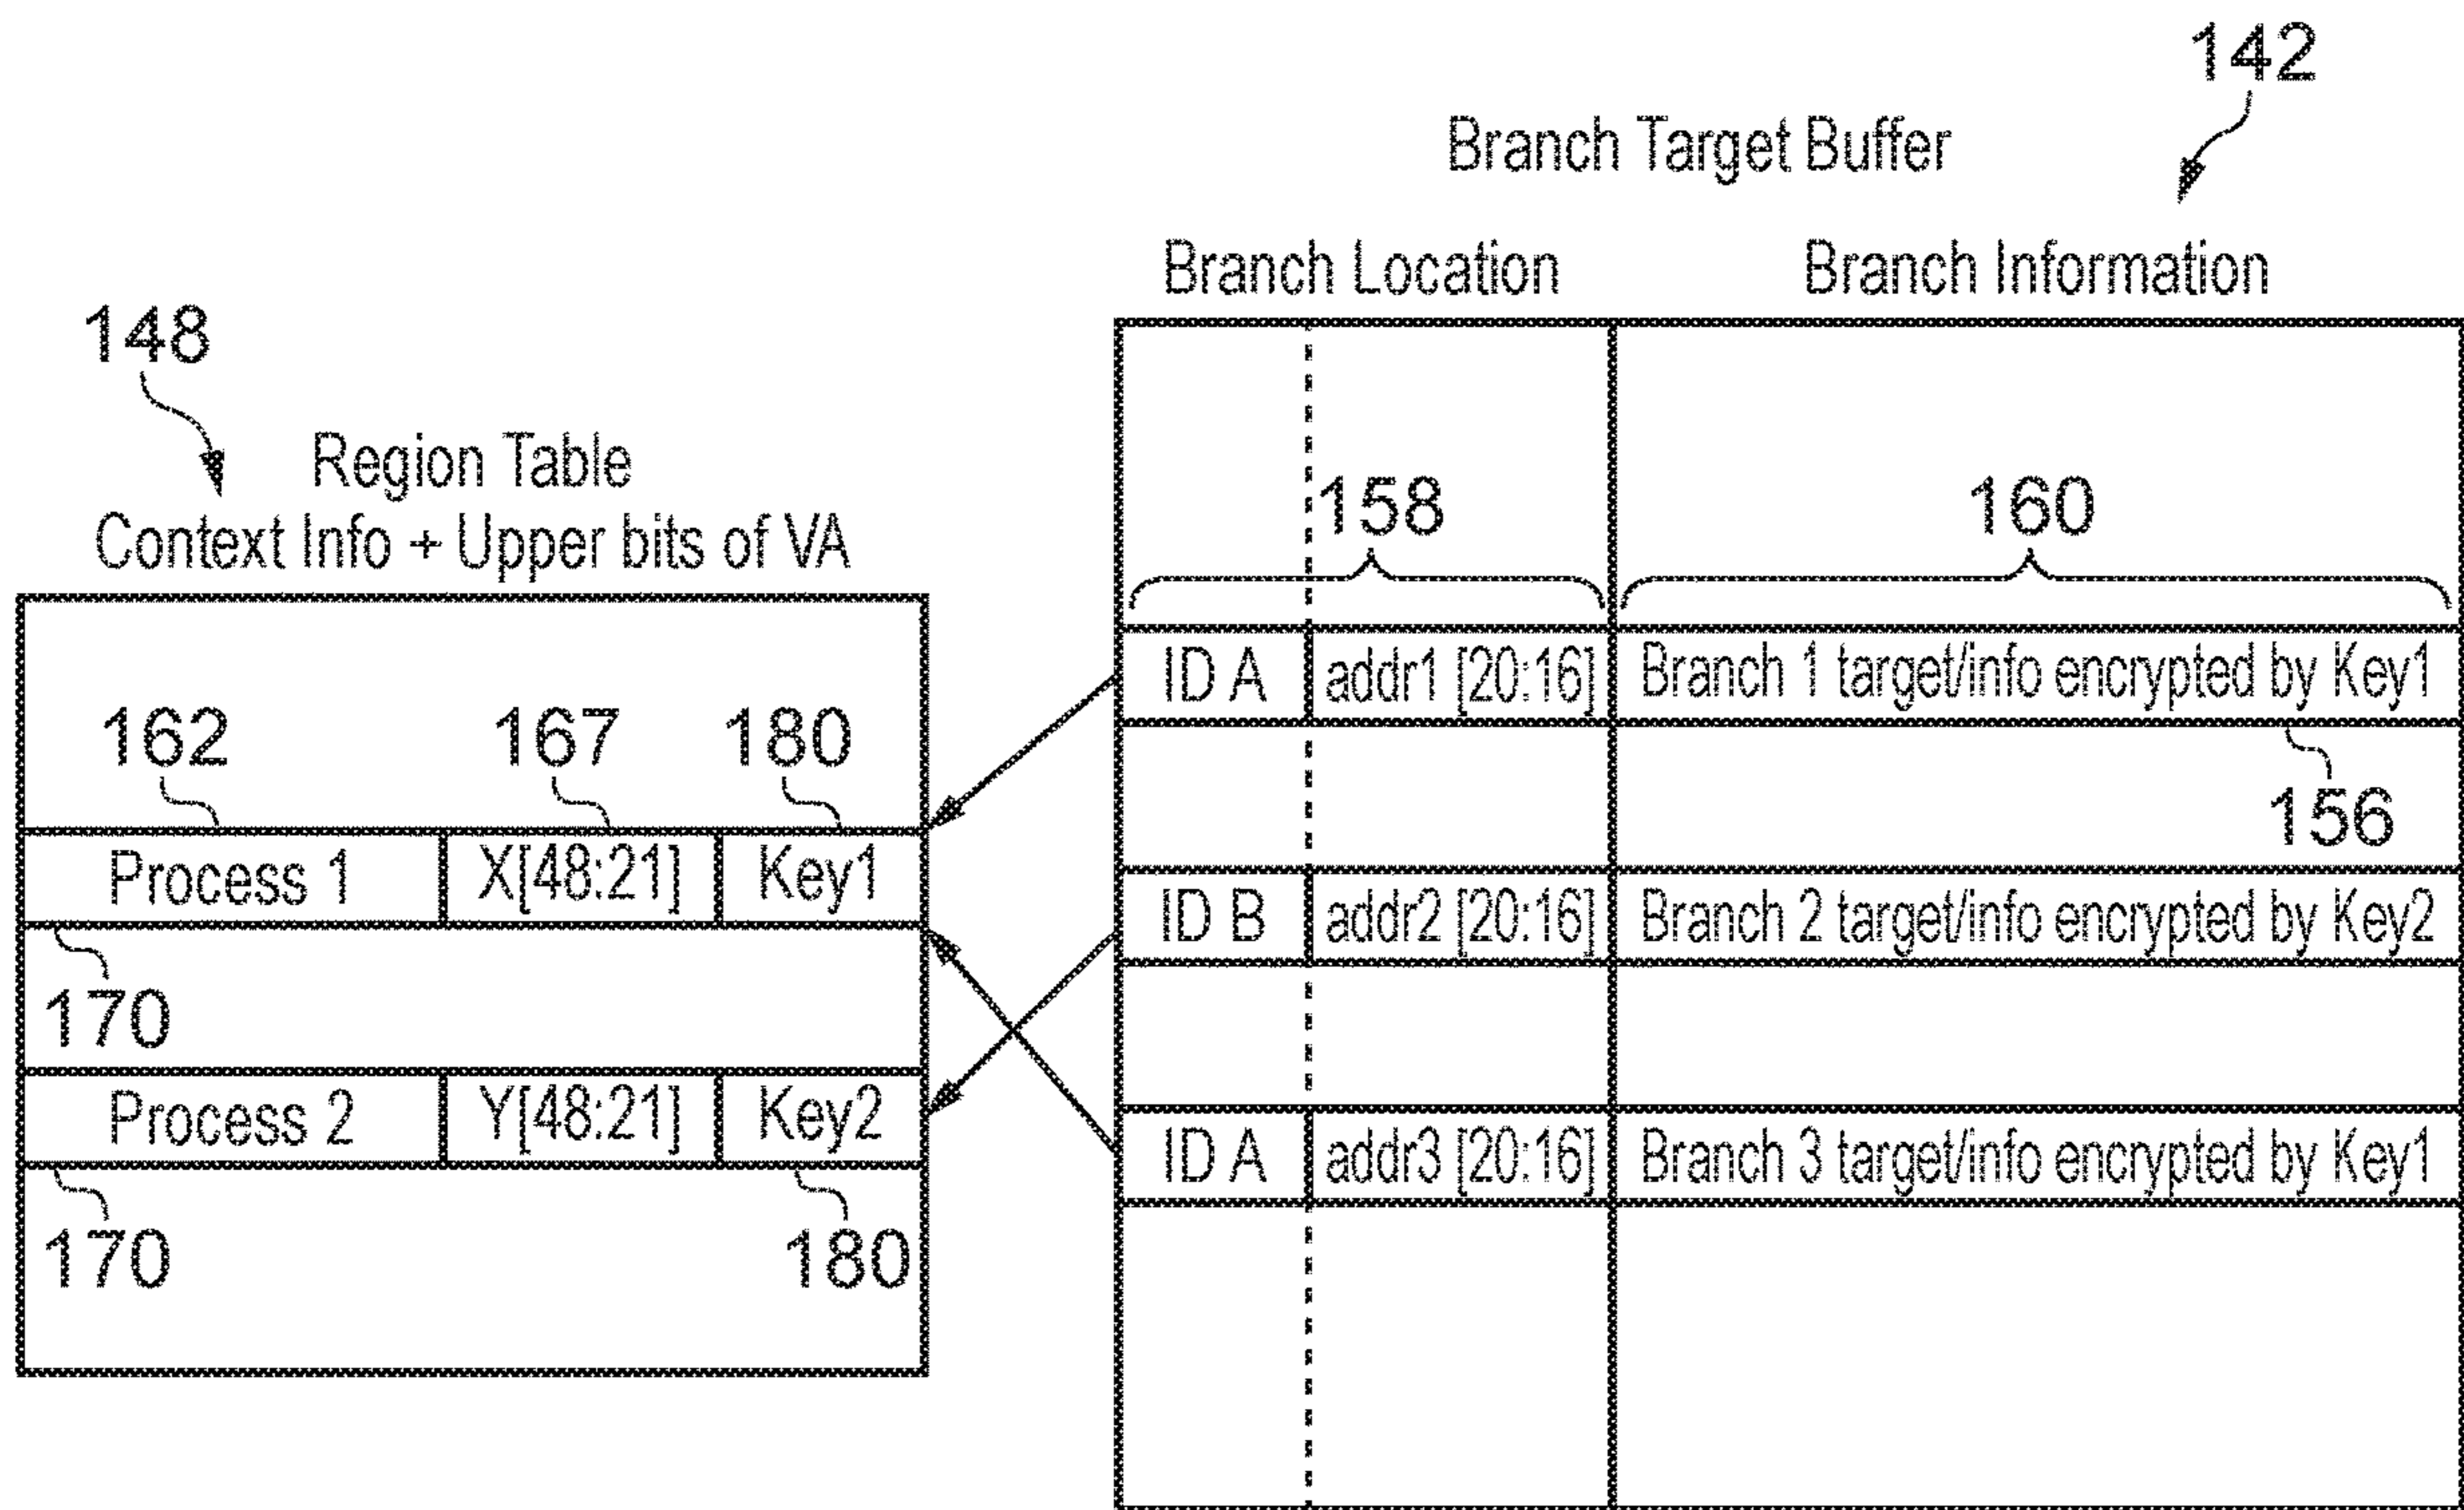 142
Branch Target Buffer
Branch Location Branch Information
148
Region Table
Context Info + Upper bits of VA
158 160
ID A addr1 [20:16] Branch 1 target/info encrypted by Key1
162 167 180
156
Process 1 X[48:21] Key1
ID B addr2 [20:16] Branch 2 target/info encrypted by Key2
170
Process 2 Y[48:21] Key2
ID A addr3 [20:16] Branch 3 target/info encrypted by Key1
170 180